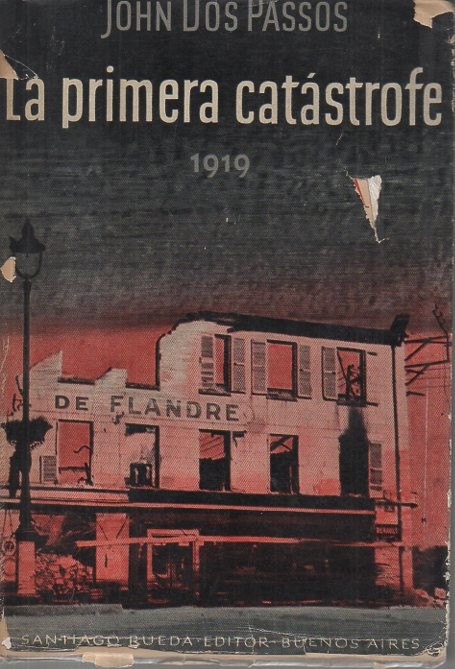 JOHN DOS PASSOS
La primera catástrofe
1919
DE FLANDRE
SANTIAGO RUEDA·EDITOR·BUENOS AIRES